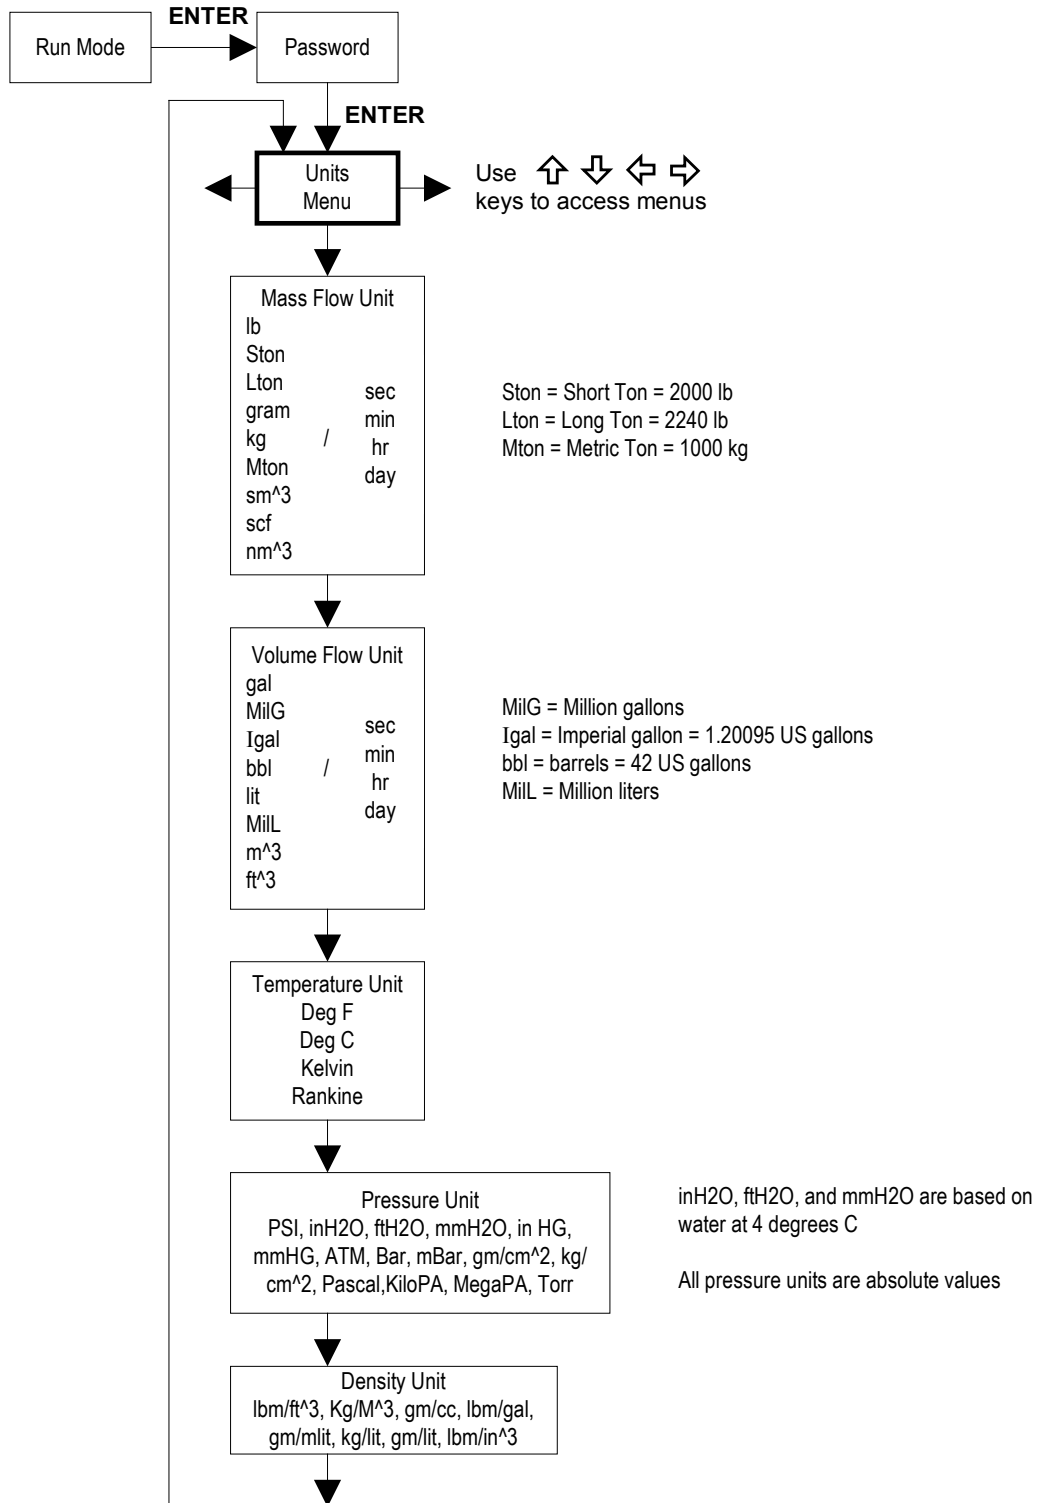 ENTER
Run Mode
Password
ENTER
Units
Menu
Use
keys to access menus
Mass Flow Unit
lb
Ston
Lton
gram
kg
Mton
sm^3
scf
nm^3
/
sec
min
hr
day
Ston = Short Ton = 2000 lb
Lton = Long Ton = 2240 lb
Mton = Metric Ton = 1000 kg
Volume Flow Unit
gal
MilG
Igal
bbl
lit
MilL
m^3
ft^3
/
sec
min
hr
day
MilG = Million gallons
Igal = Imperial gallon = 1.20095 US gallons
bbl = barrels = 42 US gallons
MilL = Million liters
Temperature Unit
Deg F
Deg C
Kelvin
Rankine
Pressure Unit
PSI, inH2O, ftH2O, mmH2O, in HG,
mmHG, ATM, Bar, mBar, gm/cm^2, kg/
cm^2, Pascal,KiloPA, MegaPA, Torr
inH2O, ftH2O, and mmH2O are based on
water at 4 degrees C
All pressure units are absolute values
Density Unit
lbm/ft^3, Kg/M^3, gm/cc, lbm/gal,
gm/mlit, kg/lit, gm/lit, lbm/in^3